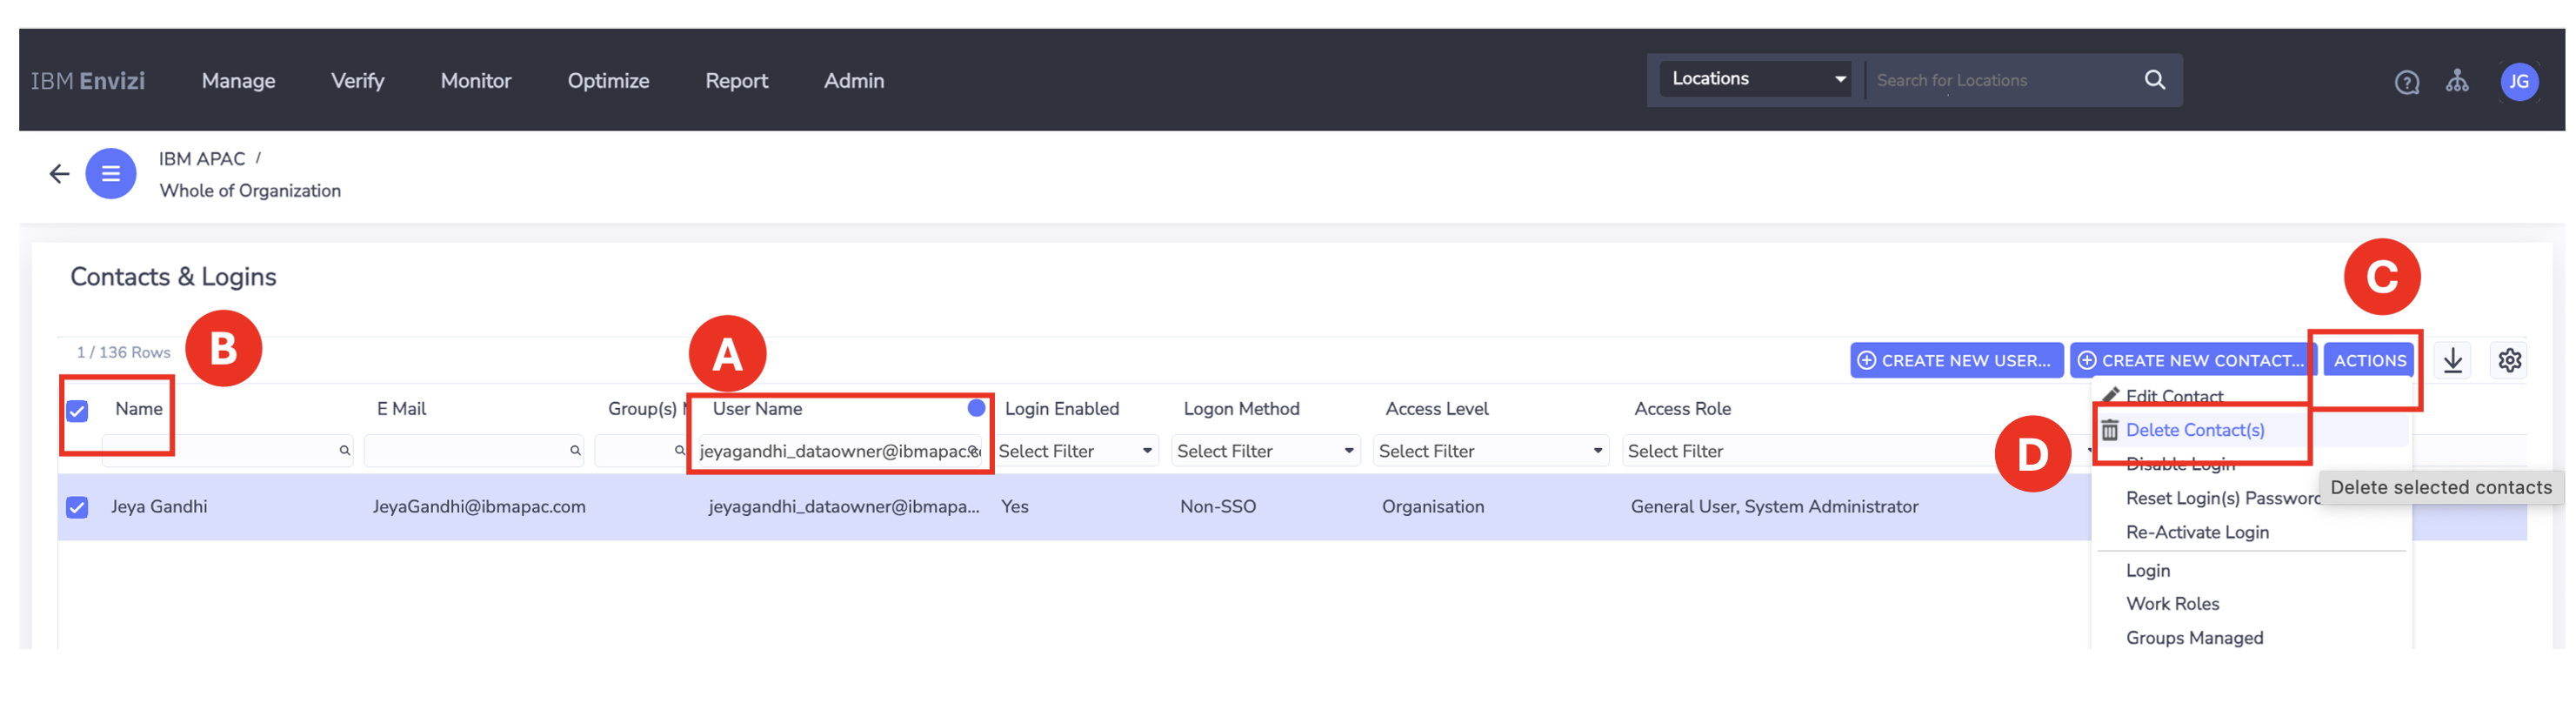 IBM Envizi Manage Verify Monitor Optimize Report Admin Locations Search for Locations JG
IBM APAC /
Whole of Organization
Contacts & Logins
C
1 / 136 Rows B A CREATE NEW USER... CREATE NEW CONTACT... ACTIONS
Name E Mail Group(s) User Name Login Enabled Logon Method Access Level Access Role
Edit Contact
jeyagandhi_dataowner@ibmapac. Select Filter Select Filter Select Filter Select Filter
D Delete Contact(s)
Disable Login
Delete selected contacts
Jeya Gandhi JeyaGandhi@ibmapac.com jeyagandhi_dataowner@ibmapa... Yes Non-SSO Organisation General User, System Administrator
Reset Login(s) Password
Re-Activate Login
Login
Work Roles
Groups Managed